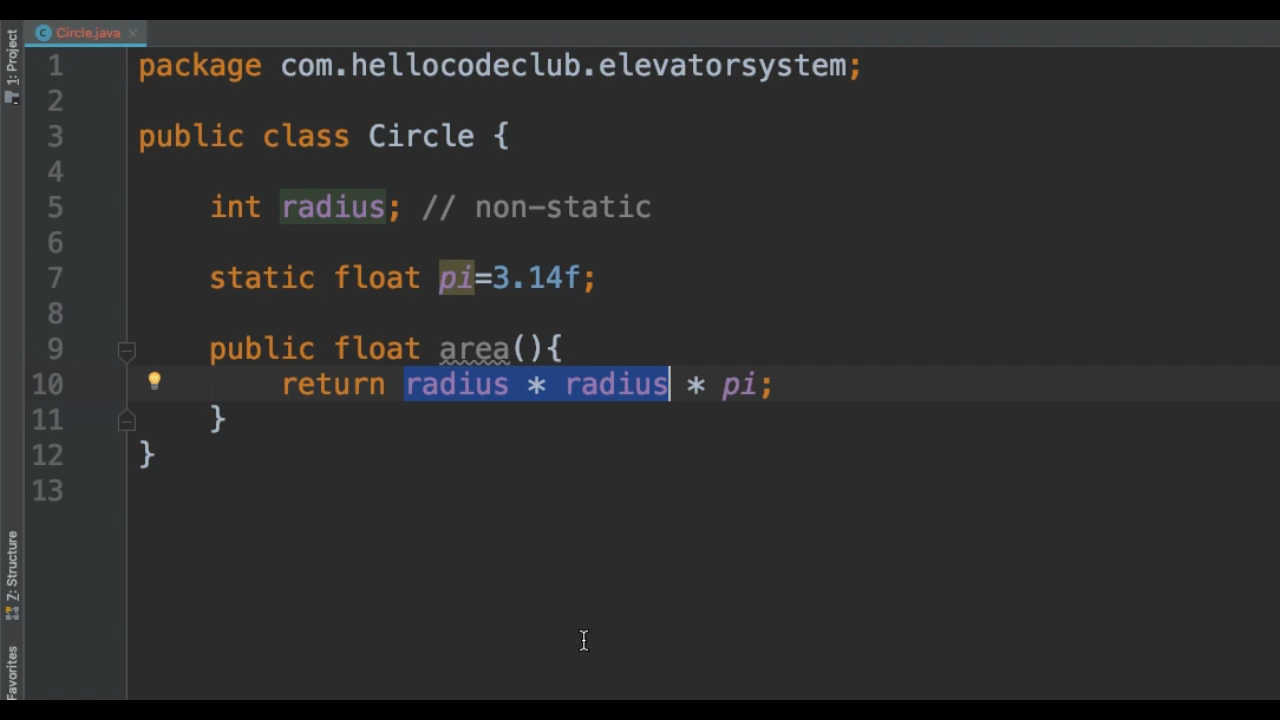 Circle.java
1: Project
1 package com.hellocodeclub.elevatorsystem;
2
3 public class Circle {
4
5 int radius; // non-static
6
7 static float pi=3.14f;
8
9 public float area(){
10 return radius * radius * pi;
11 }
12 }
13
Z: Structure
Favorites